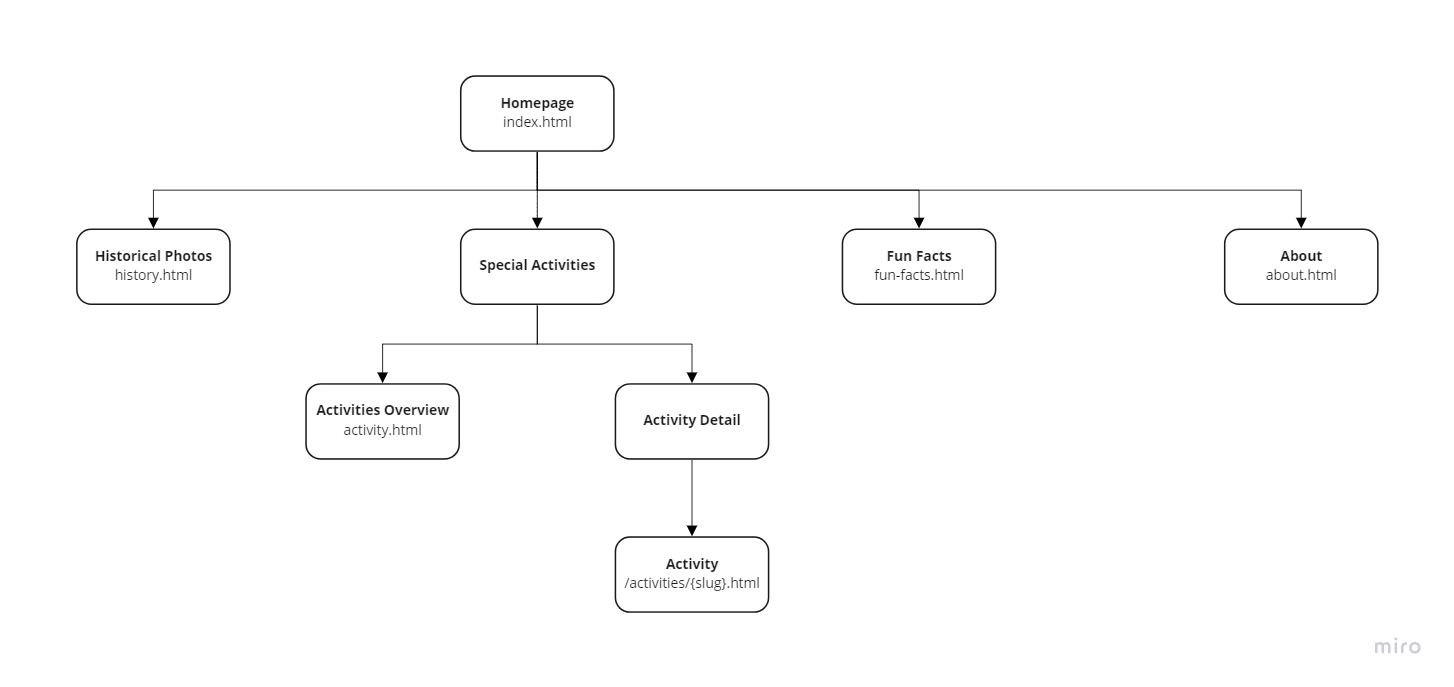 Homepage
index.html
Historical Photos
history.html
Special Activities
Fun Facts
fun-facts.html
About
about.html
Activities Overview
activity.html
Activity Detail
Activity
/activities/{slug}.html
miro